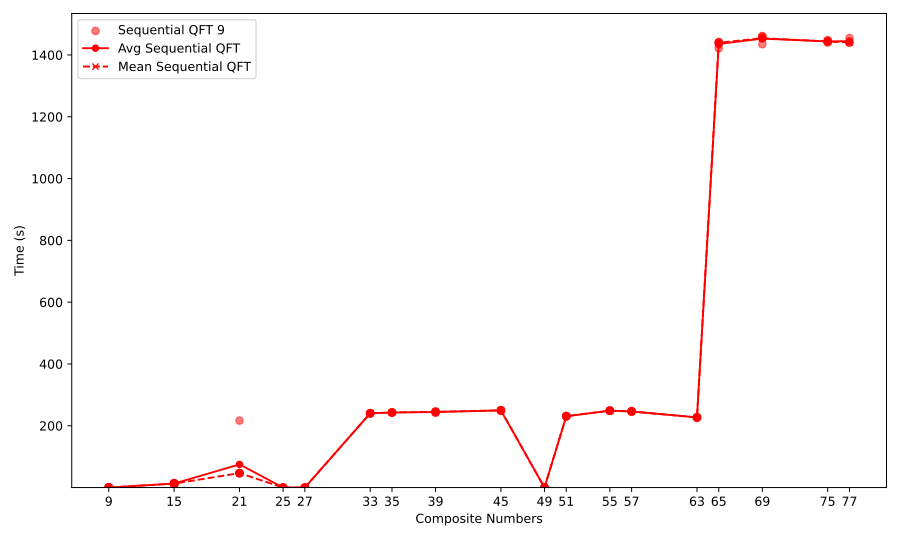 Sequential QFT 9
Avg Sequential QFT
Mean Sequential QFT
1400
1200
1000
800
600
400
200
Time (s)
9 15 21 25 27 33 35 39 45 49 51 55 57 63 65 69 75 77
Composite Numbers